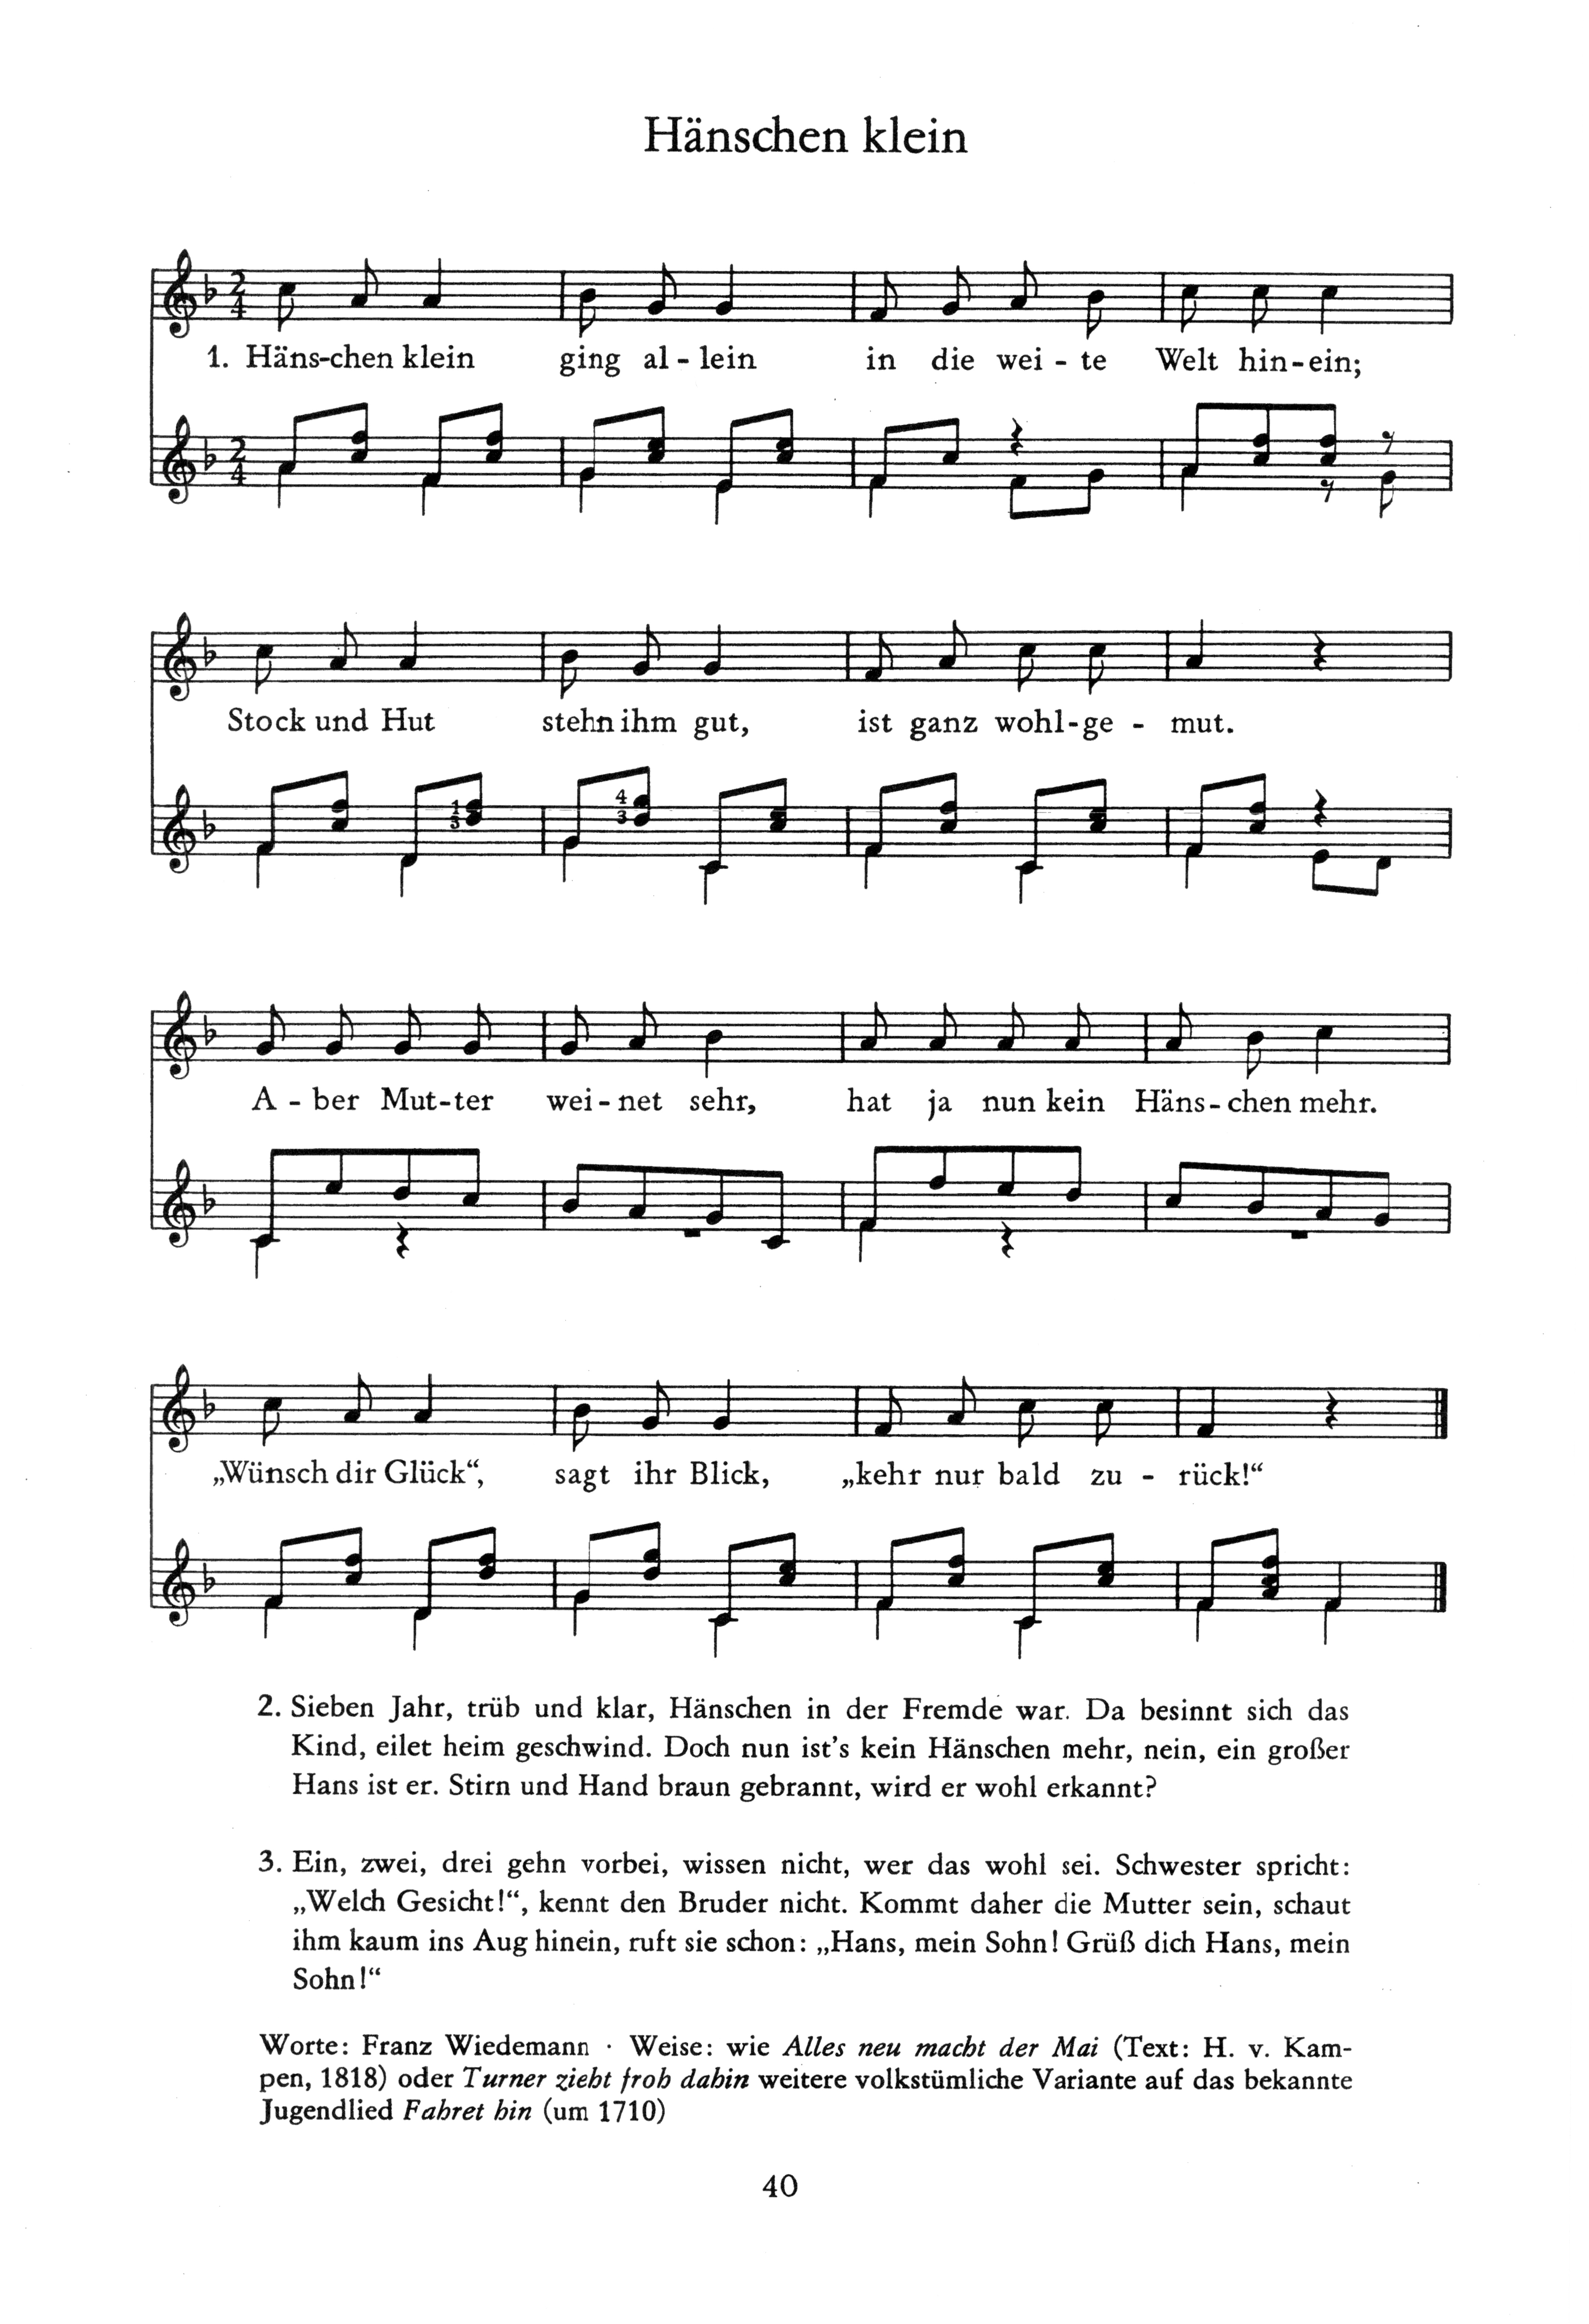 Hänschen klein
1. Häns-chen klein ging al - lein in die wei - te Welt hin-ein;
Stock und Hut stehn ihm gut, ist ganz wohl-ge - mut.
1 3 4 3
A - ber Mut-ter wei - net sehr, hat ja nun kein Häns - chen mehr.
„Wünsch dir Glück“, sagt ihr Blick, „kehr nur bald zu - rück!“
2. Sieben Jahr, trüb und klar, Hänschen in der Fremde war. Da besinnt sich das
Kind, eilet heim geschwind. Doch nun ist's kein Hänschen mehr, nein, ein großer
Hans ist er. Stirn und Hand braun gebrannt, wird er wohl erkannt?
3. Ein, zwei, drei gehn vorbei, wissen nicht, wer das wohl sei. Schwester spricht:
„Welch Gesicht!“, kennt den Bruder nicht. Kommt daher die Mutter sein, schaut
ihm kaum ins Aug hinein, ruft sie schon: „Hans, mein Sohn! Grüß dich Hans, mein
Sohn!“
Worte: Franz Wiedemann · Weise: wie Alles neu macht der Mai (Text: H. v. Kam-
pen, 1818) oder Turner zieht froh dahin weitere volkstümliche Variante auf das bekannte
Jugendlied Fahret hin (um 1710)
40